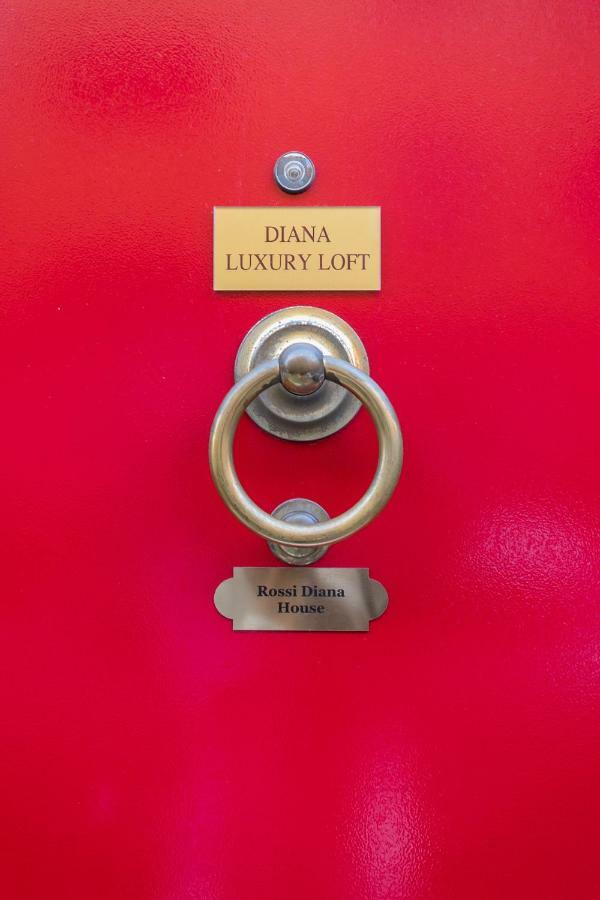 DIANA
LUXURY LOFT
Rossi Diana
House